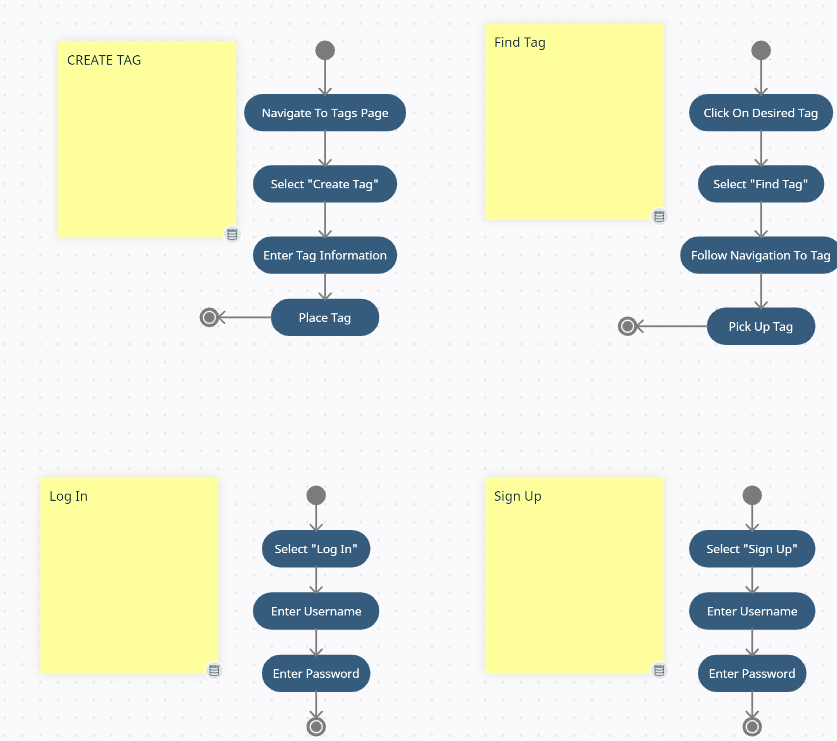 CREATE TAG
Navigate To Tags Page
Select "Create Tag"
Enter Tag Information
Place Tag
Find Tag
Click On Desired Tag
Select "Find Tag"
Follow Navigation To Tag
Pick Up Tag
Log In
Select "Log In"
Enter Username
Enter Password
Sign Up
Select "Sign Up"
Enter Username
Enter Password